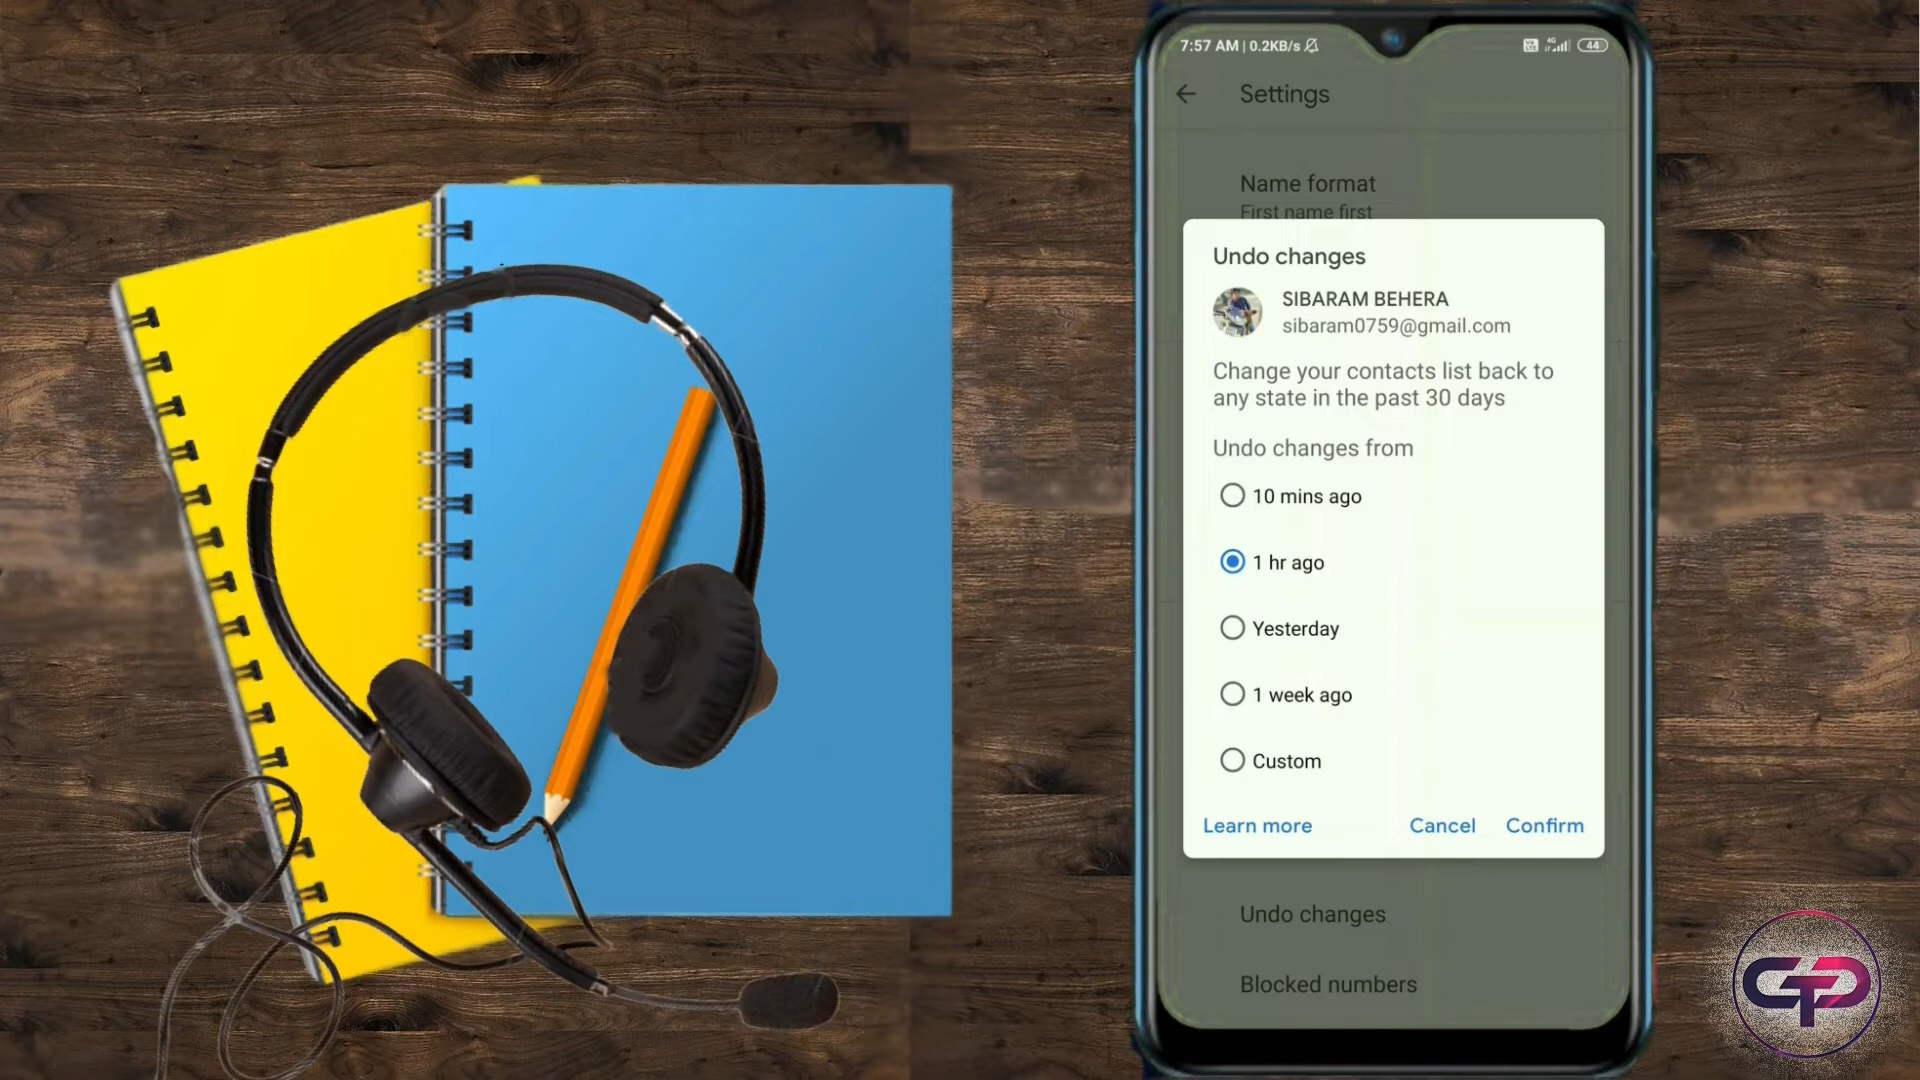 7:57 AM | 0.2KB/s
4G
44
Settings
Name format
First name first
Undo changes
SIBARAM BEHERA
sibaram0759@gmail.com
Change your contacts list back to
any state in the past 30 days
Undo changes from
10 mins ago
1 hr ago
Yesterday
1 week ago
Custom
Learn more
Cancel
Confirm
Undo changes
Blocked numbers